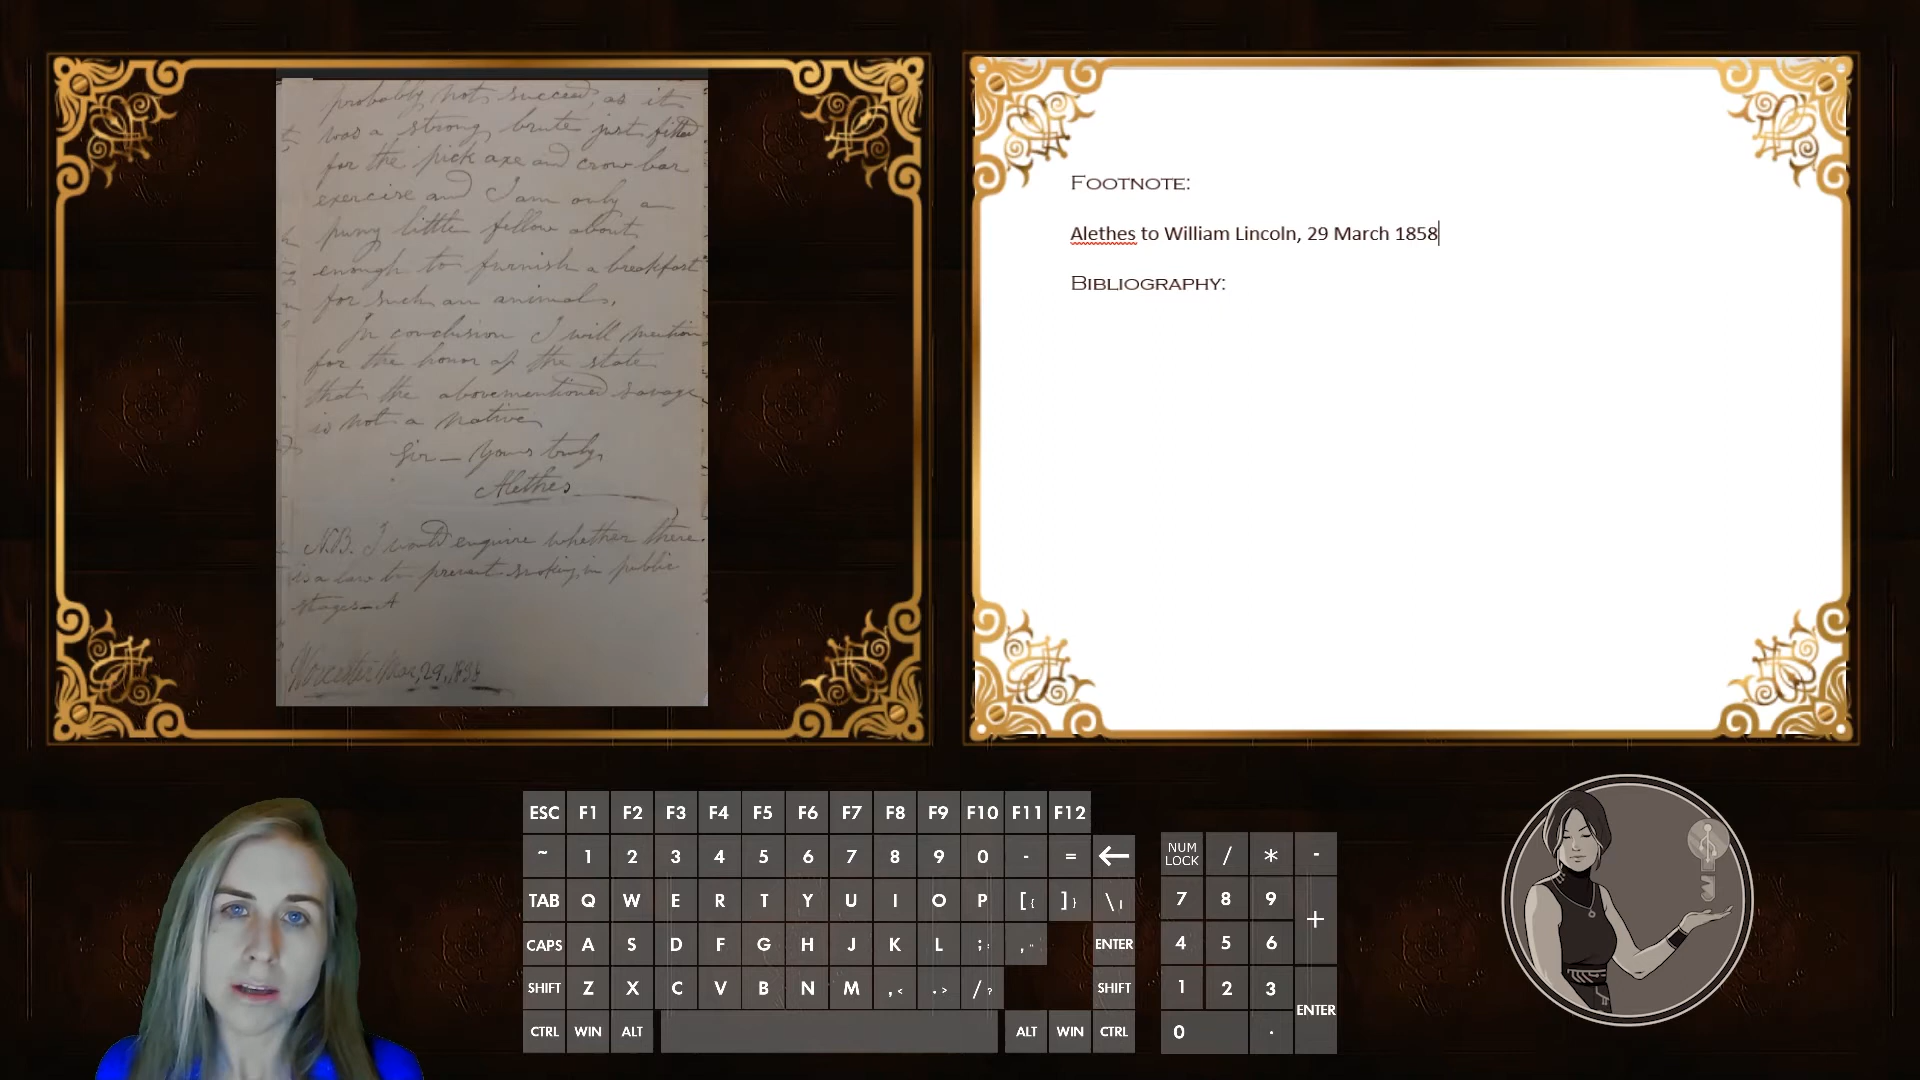 probably not succeed, as it
was a strong brute just fitted
for the pick axe and crow bar
exercise and I am only a
puny little fellow about
enough to furnish a breakfast
for such an animal.
In conclusion I will mention
for the honor of the state
that the abovementioned savage
is not a native
Sir — Yours truly,
Alethes
N.B. I would enquire whether there
is a law to prevent smoking in public
stages — A
Worcester Mar, 29, 1838
FOOTNOTE:
Alethes to William Lincoln, 29 March 1858
BIBLIOGRAPHY:
ESC F1 F2 F3 F4 F5 F6 F7 F8 F9 F10 F11 F12
~ 1 2 3 4 5 6 7 8 9 0 - = ←
TAB Q W E R T Y U I O P [{ ]} \|
CAPS A S D F G H J K L ;: ," ENTER
SHIFT Z X C V B N M ,< .> /? SHIFT
CTRL WIN ALT ALT WIN CTRL
NUM LOCK / * -
7 8 9 +
4 5 6
1 2 3 ENTER
0 .